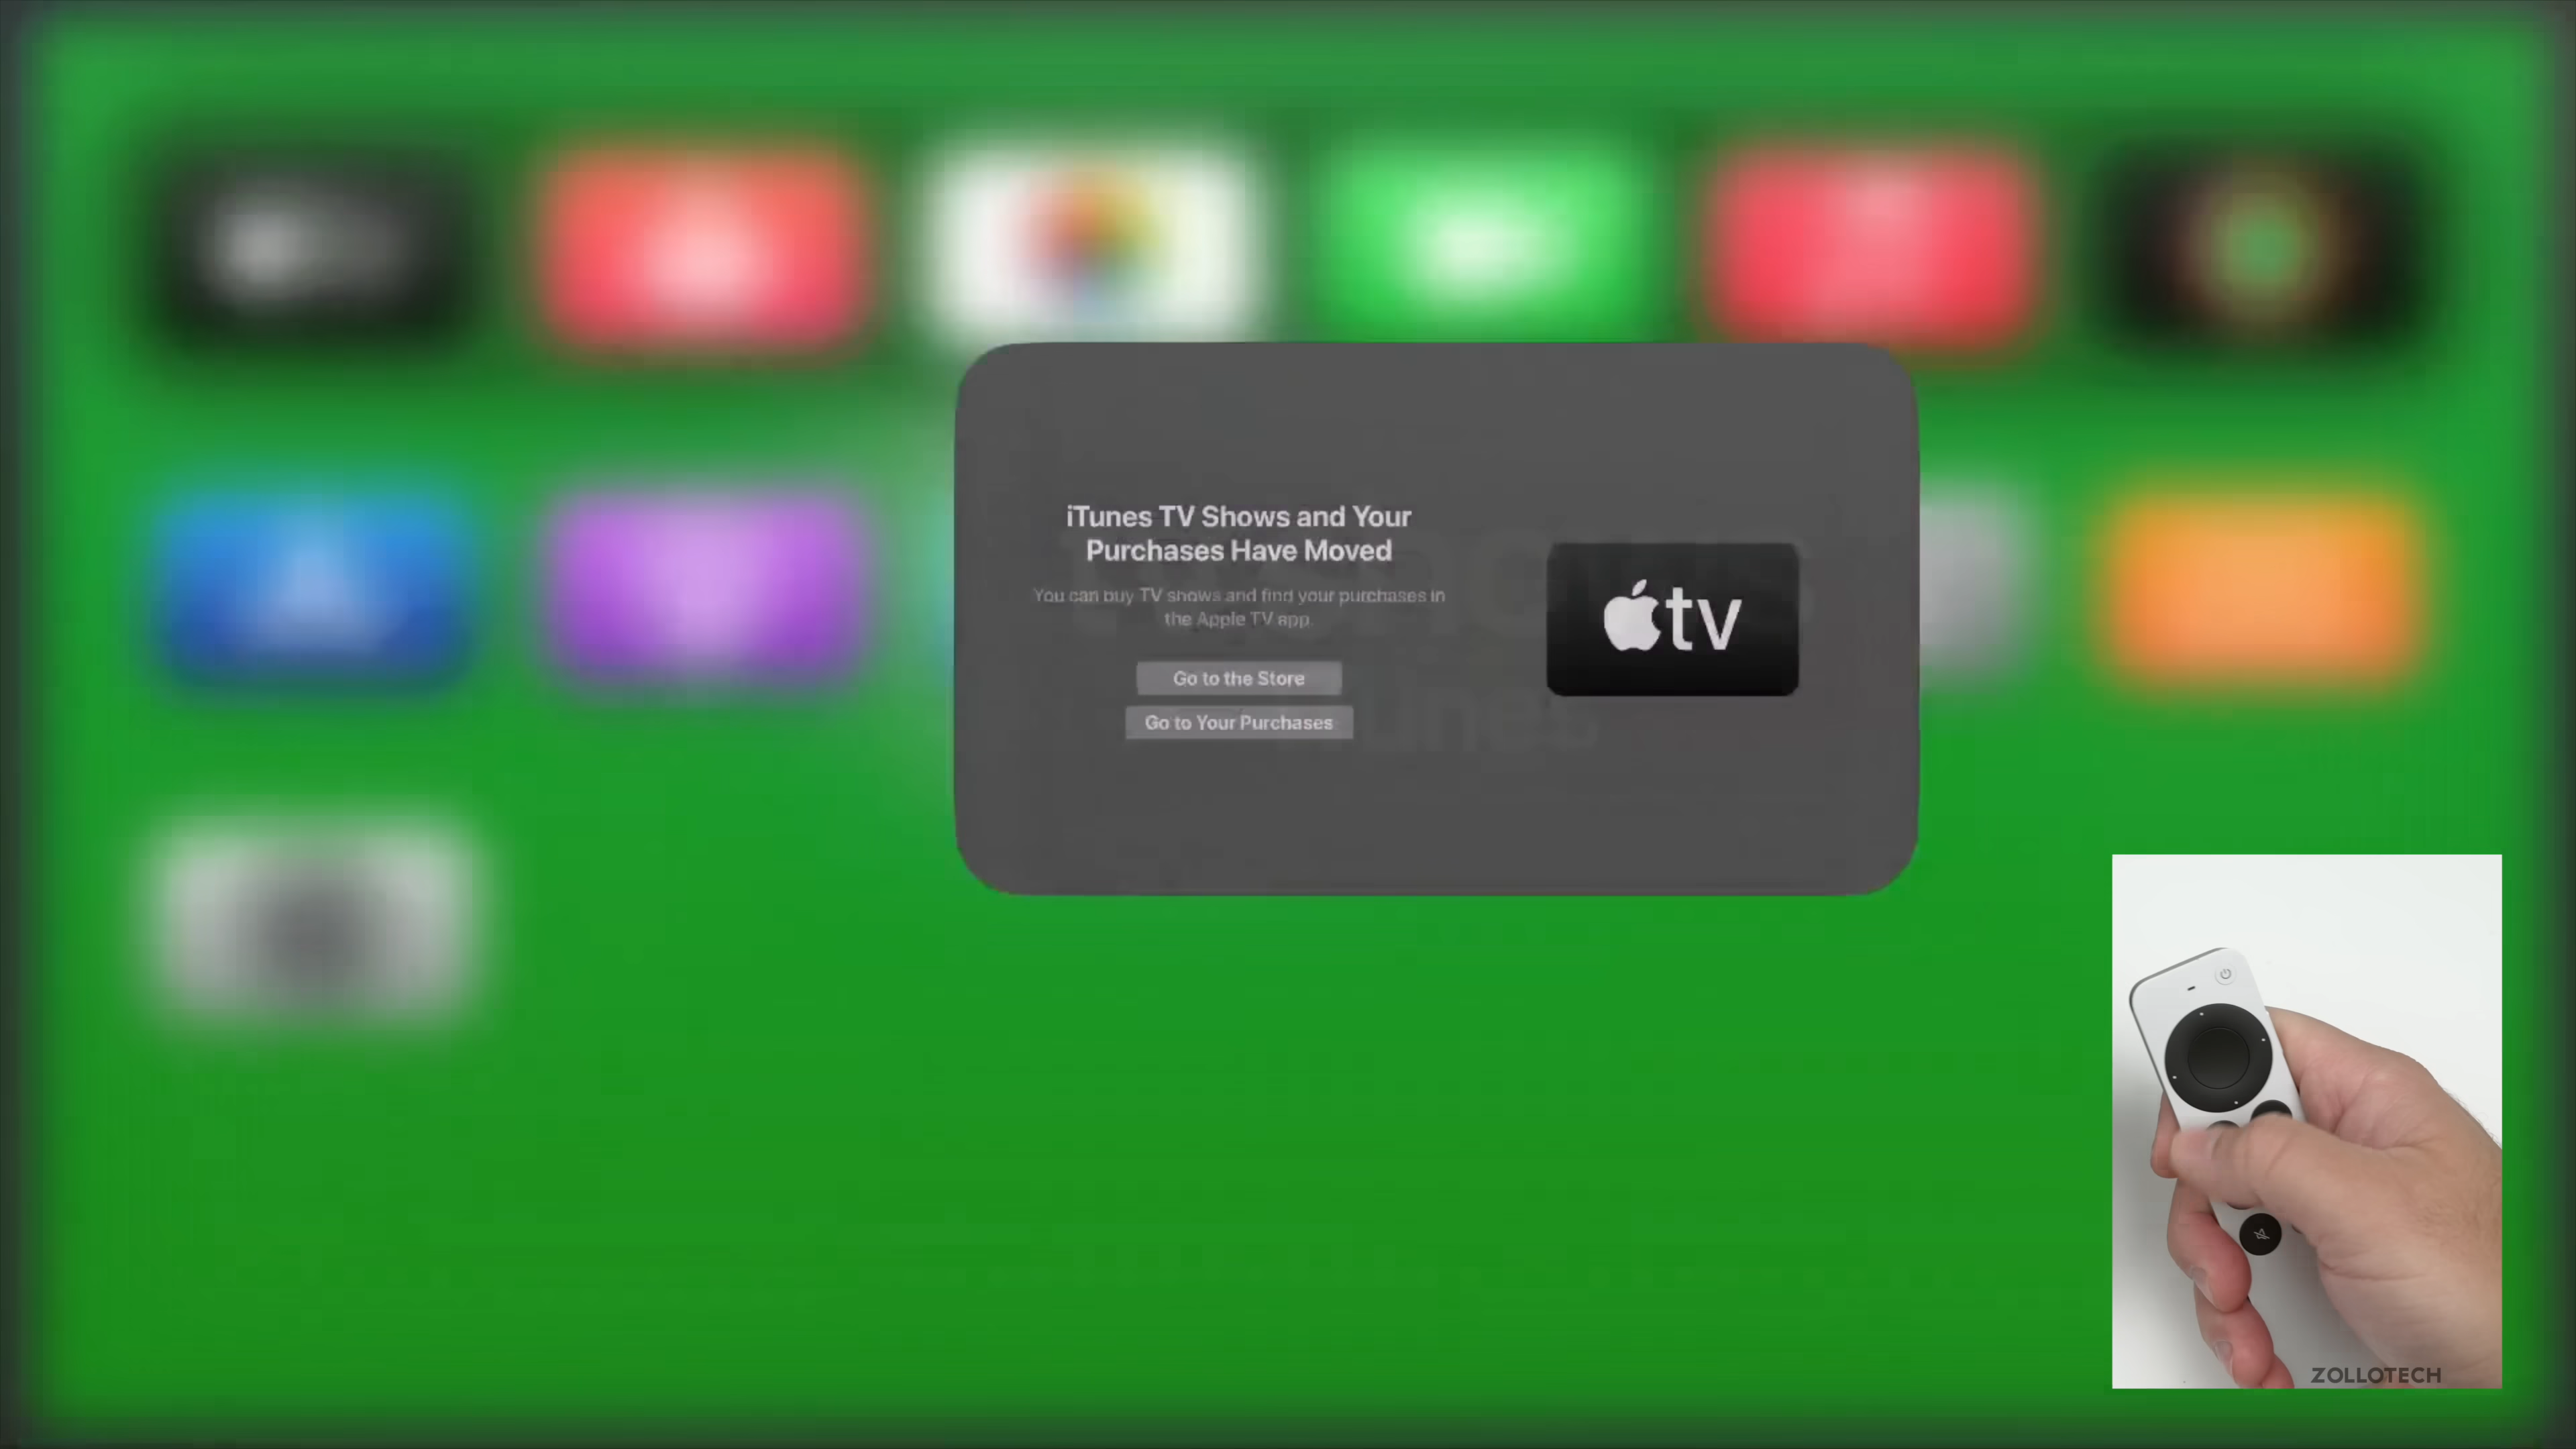 iTunes TV Shows and Your
Purchases Have Moved
You can buy TV shows and find your purchases in
the Apple TV app.
Go to the Store
Go to Your Purchases
tv
ZOLLOTECH